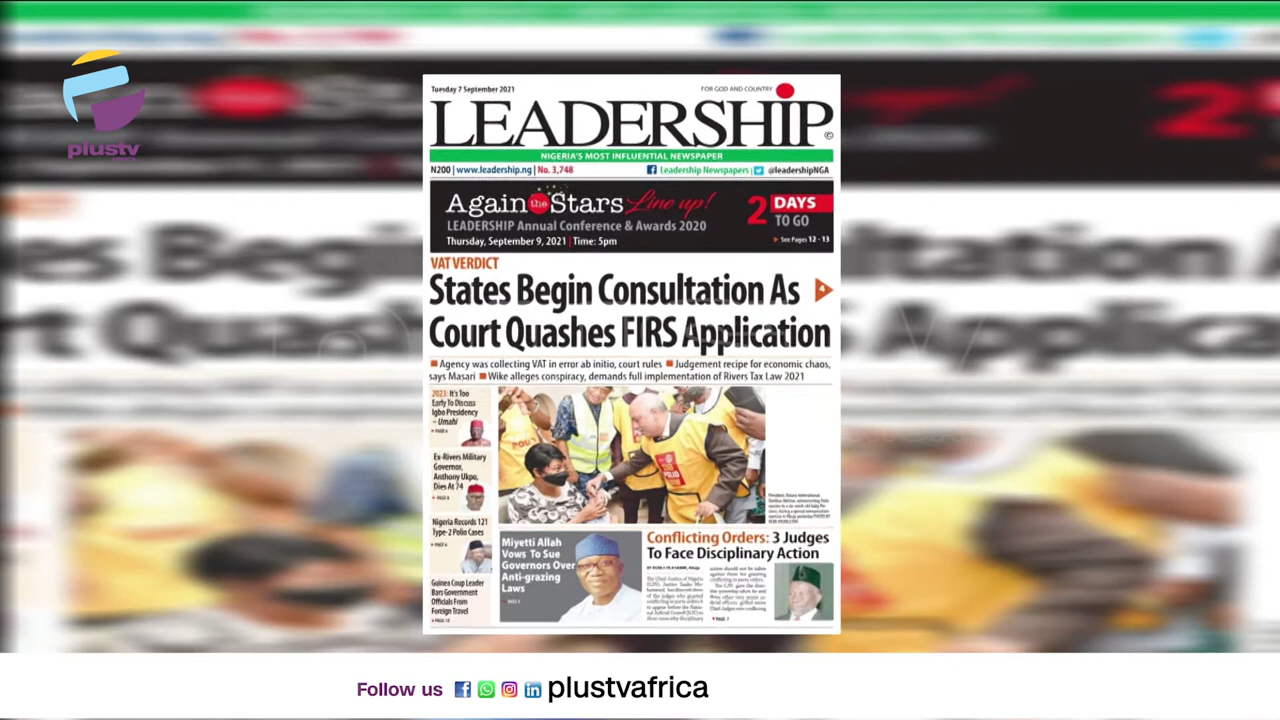 plustv
Tuesday 7 September 2021
FOR GOD AND COUNTRY
LEADERSHIP
NIGERIA'S MOST INFLUENTIAL NEWSPAPER
N200 | www.leadership.ng | No. 3,748
Leadership Newspapers | @leadershipNGA
Again the Stars Line up!
LEADERSHIP Annual Conference & Awards 2020
Thursday, September 9, 2021 | Time: 5pm
2 DAYS
TO GO
See Pages 12 - 13
VAT VERDICT
States Begin Consultation As
4
Court Quashes FIRS Application
Agency was collecting VAT in error ab initio, court rules Judgement recipe for economic chaos,
says Masari Wike alleges conspiracy, demands full implementation of Rivers Tax Law 2021
2023: It's Too
Early To Discuss
Igbo Presidency
– Umahi
Ex-Rivers Military
Governor,
Anthony Ukpo,
Dies At 74
Nigeria Records 121
Type-2 Polio Cases
Guinea Coup Leader
Bars Government
Officials From
Foreign Travel
Miyetti Allah
Vows To Sue
Governors Over
Anti-grazing
Laws
Conflicting Orders: 3 Judges
To Face Disciplinary Action
Follow us plustvafrica